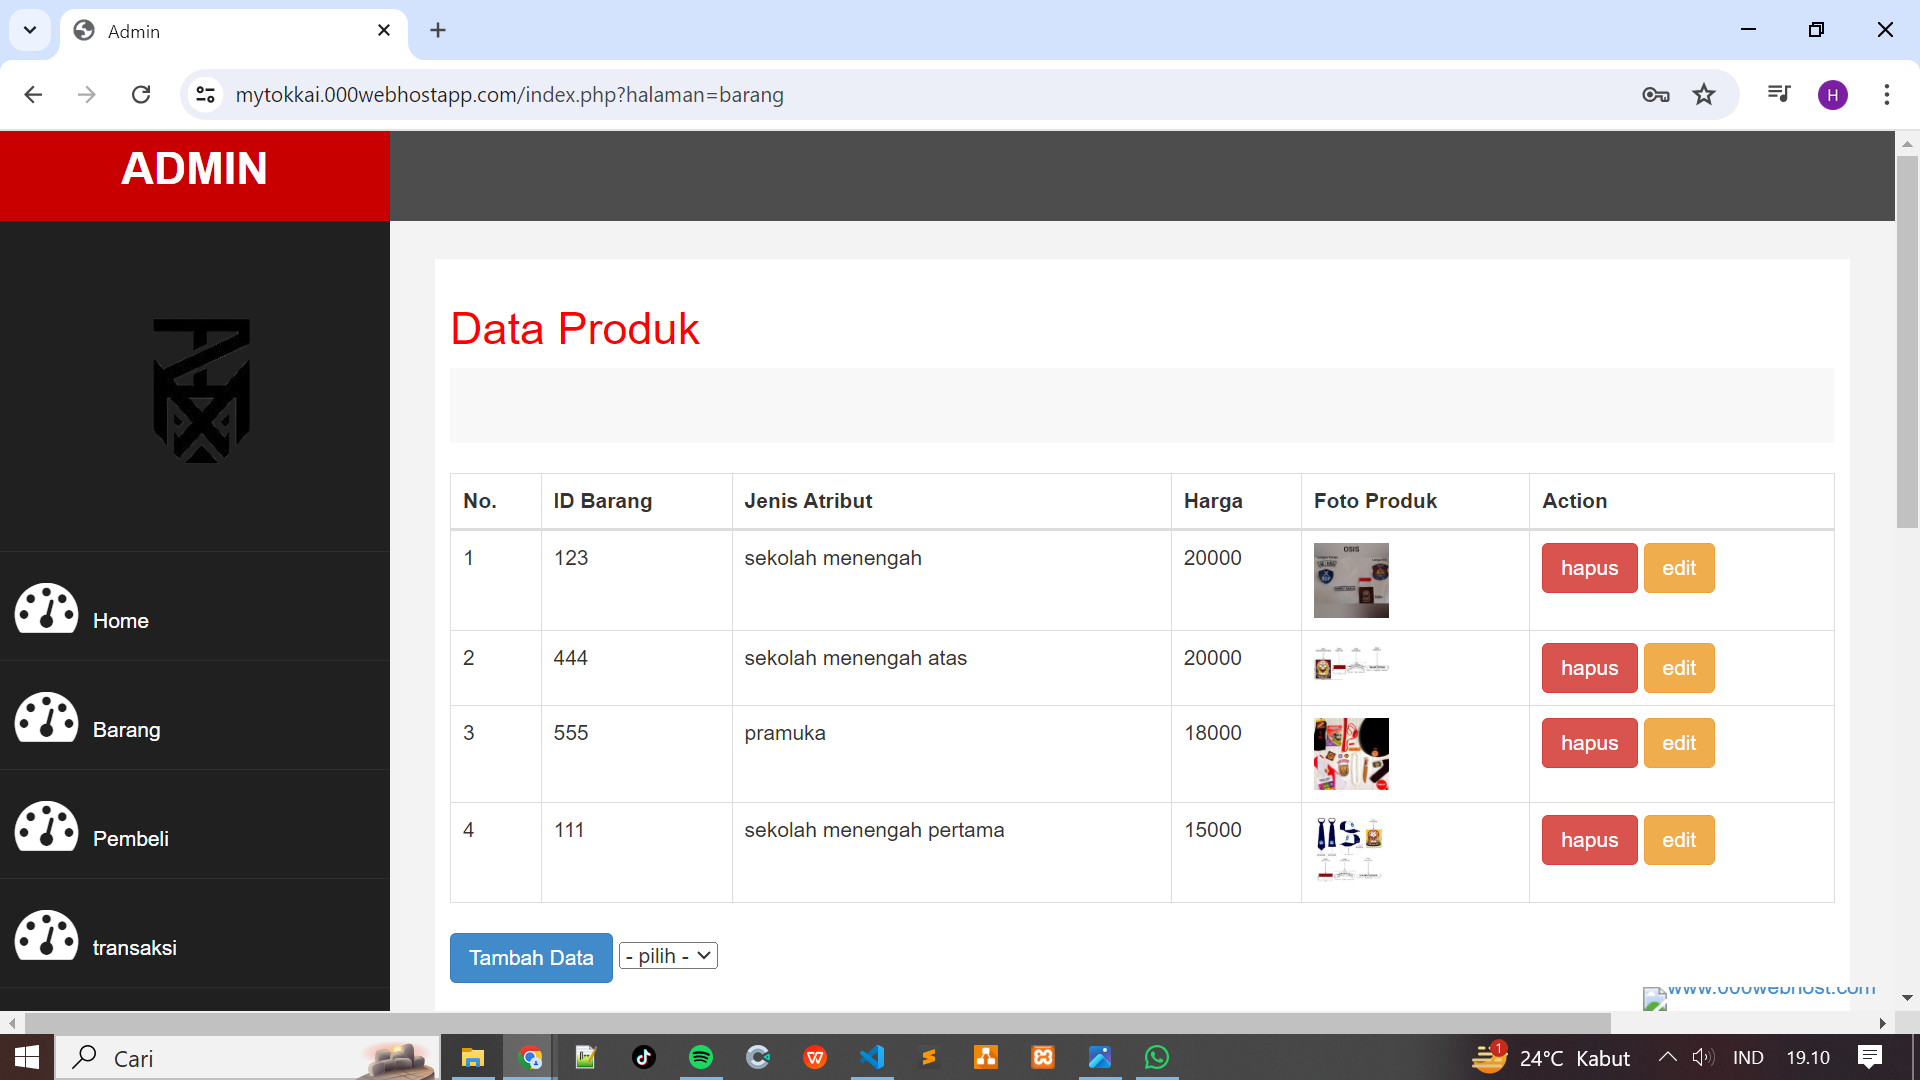 Admin
mytokkai.000webhostapp.com/index.php?halaman=barang
H
ADMIN
Data Produk
No. ID Barang Jenis Atribut Harga Foto Produk Action
1 123 sekolah menengah 20000 OSIS hapus edit
2 444 sekolah menengah atas 20000 hapus edit
3 555 pramuka 18000 hapus edit
4 111 sekolah menengah pertama 15000 hapus edit
Home
Barang
Pembeli
transaksi
Tambah Data - pilih -
www.000webhost.com
Cari
1
24°C Kabut
IND
19.10